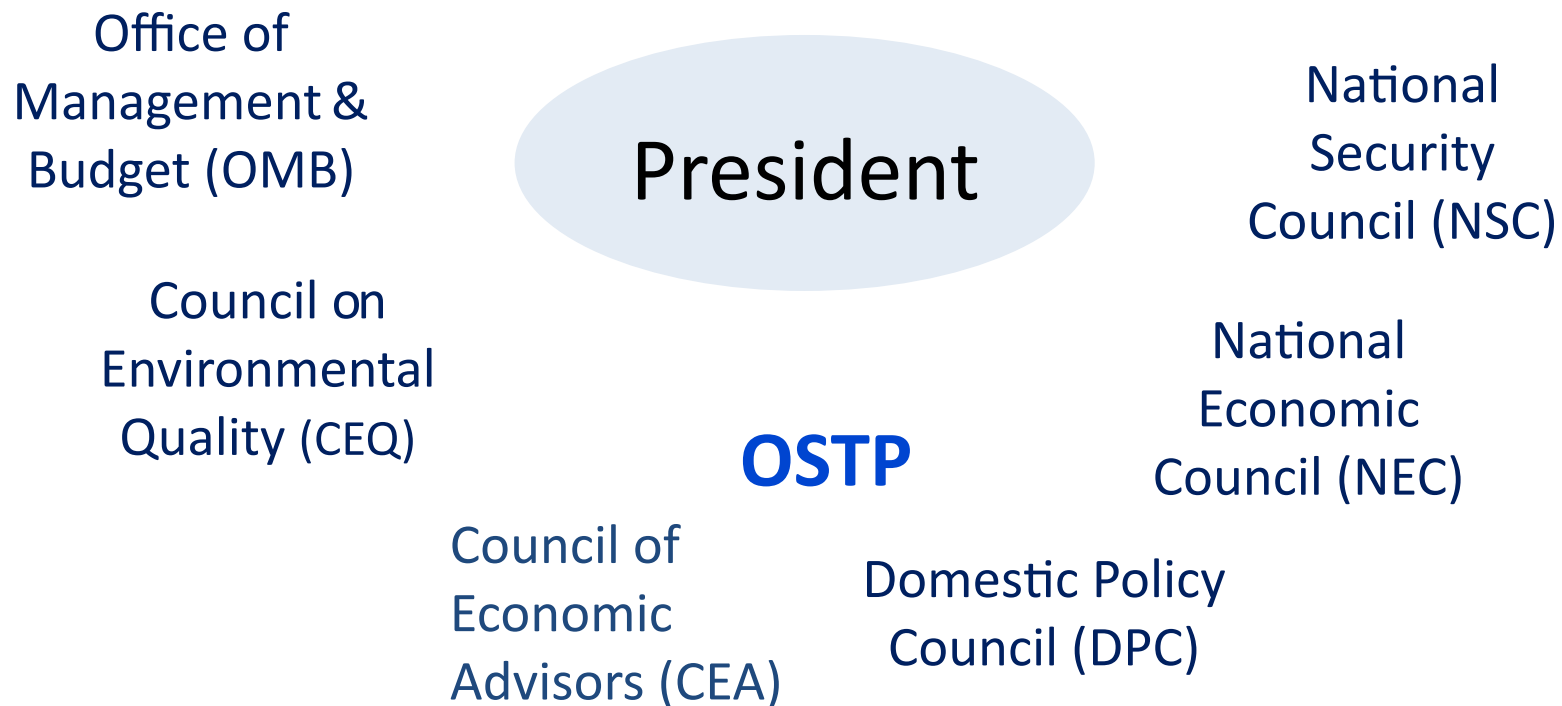 Office of
Management &
Budget (OMB)
President
National
Security
Council (NSC)
Council on
Environmental
Quality (CEQ)
OSTP
National
Economic
Council (NEC)
Council of
Economic
Advisors (CEA)
Domestic Policy
Council (DPC)